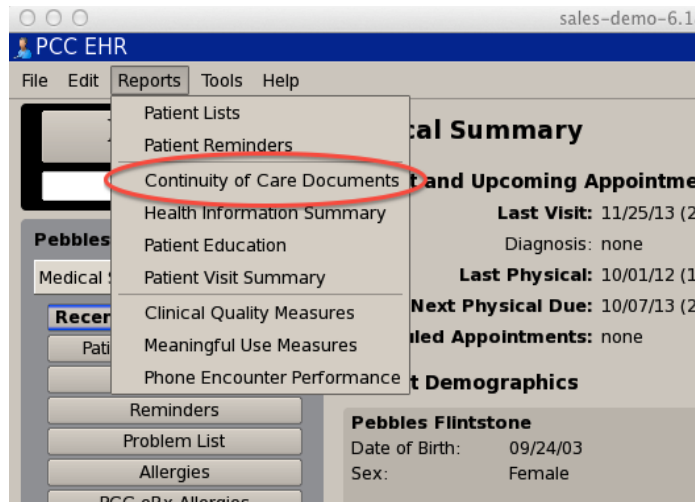 sales-demo-6.1
PCC EHR
File Edit Reports Tools Help
Patient Lists
Patient Reminders
Continuity of Care Documents
Health Information Summary
Patient Education
Patient Visit Summary
Clinical Quality Measures
Meaningful Use Measures
Phone Encounter Performance
cal Summary
t and Upcoming Appointme
Last Visit: 11/25/13 (2
Diagnosis: none
Last Physical: 10/01/12 (1
Next Physical Due: 10/07/13 (2
uled Appointments: none
t Demographics
Pebbles Flintstone
Date of Birth: 09/24/03
Sex: Female
Pebbles
Medical S
Recen
Pati
Reminders
Problem List
Allergies
PCC eRx Allergies